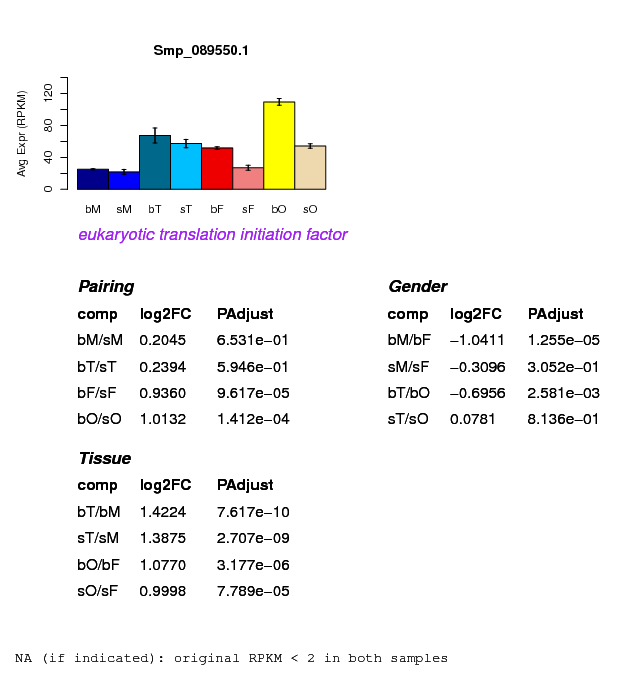 Smp_089550.1
Avg Expr (RPKM)
0 40 80 120
bM sM bT sT bF sF bO sO
eukaryotic translation initiation factor
Pairing
comp log2FC PAdjust
bM/sM 0.2045 6.531e−01
bT/sT 0.2394 5.946e−01
bF/sF 0.9360 9.617e−05
bO/sO 1.0132 1.412e−04
Gender
comp log2FC PAdjust
bM/bF −1.0411 1.255e−05
sM/sF −0.3096 3.052e−01
bT/bO −0.6956 2.581e−03
sT/sO 0.0781 8.136e−01
Tissue
comp log2FC PAdjust
bT/bM 1.4224 7.617e−10
sT/sM 1.3875 2.707e−09
bO/bF 1.0770 3.177e−06
sO/sF 0.9998 7.789e−05
NA (if indicated): original RPKM < 2 in both samples